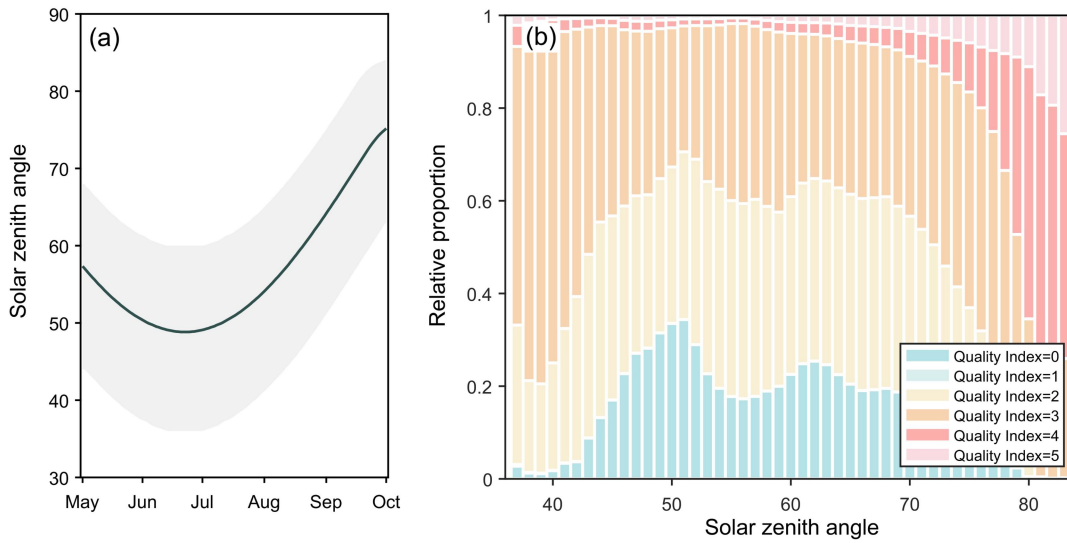 (a)
90
80
70
60
50
40
30
Solar zenith angle
May Jun Jul Aug Sep Oct
(b)
1
0.8
0.6
0.4
0.2
0
Relative proportion
Quality Index=0
Quality Index=1
Quality Index=2
Quality Index=3
Quality Index=4
Quality Index=5
40 50 60 70 80
Solar zenith angle